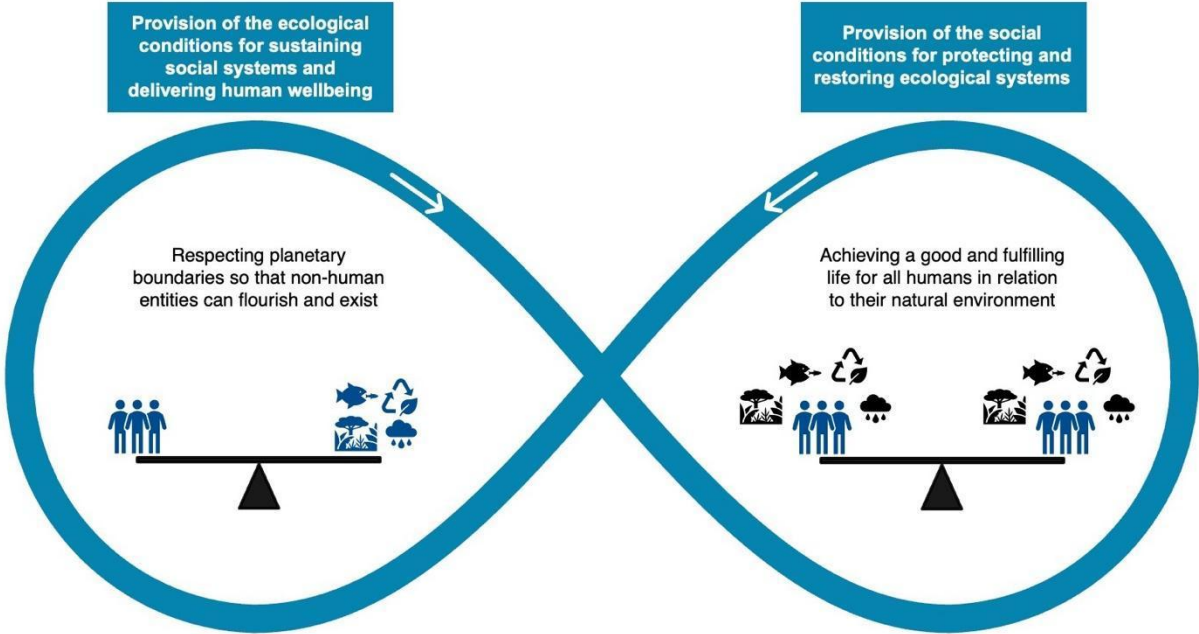 Provision of the ecological
conditions for sustaining
social systems and
delivering human wellbeing
Provision of the social
conditions for protecting and
restoring ecological systems
Respecting planetary
boundaries so that non-human
entities can flourish and exist
Achieving a good and fulfilling
life for all humans in relation
to their natural environment